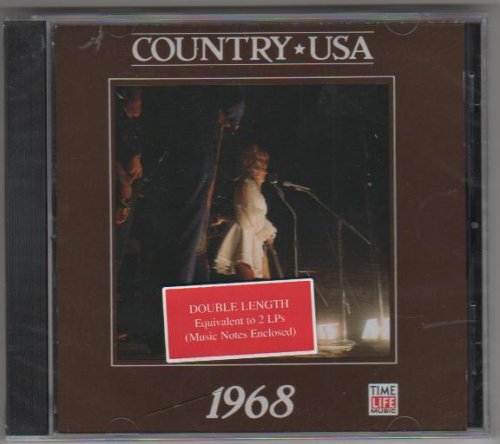 COUNTRY★USA
DOUBLE LENGTH
Equivalent to 2 LPs
(Music Notes Enclosed)
1968
TIME
LIFE
MUSIC